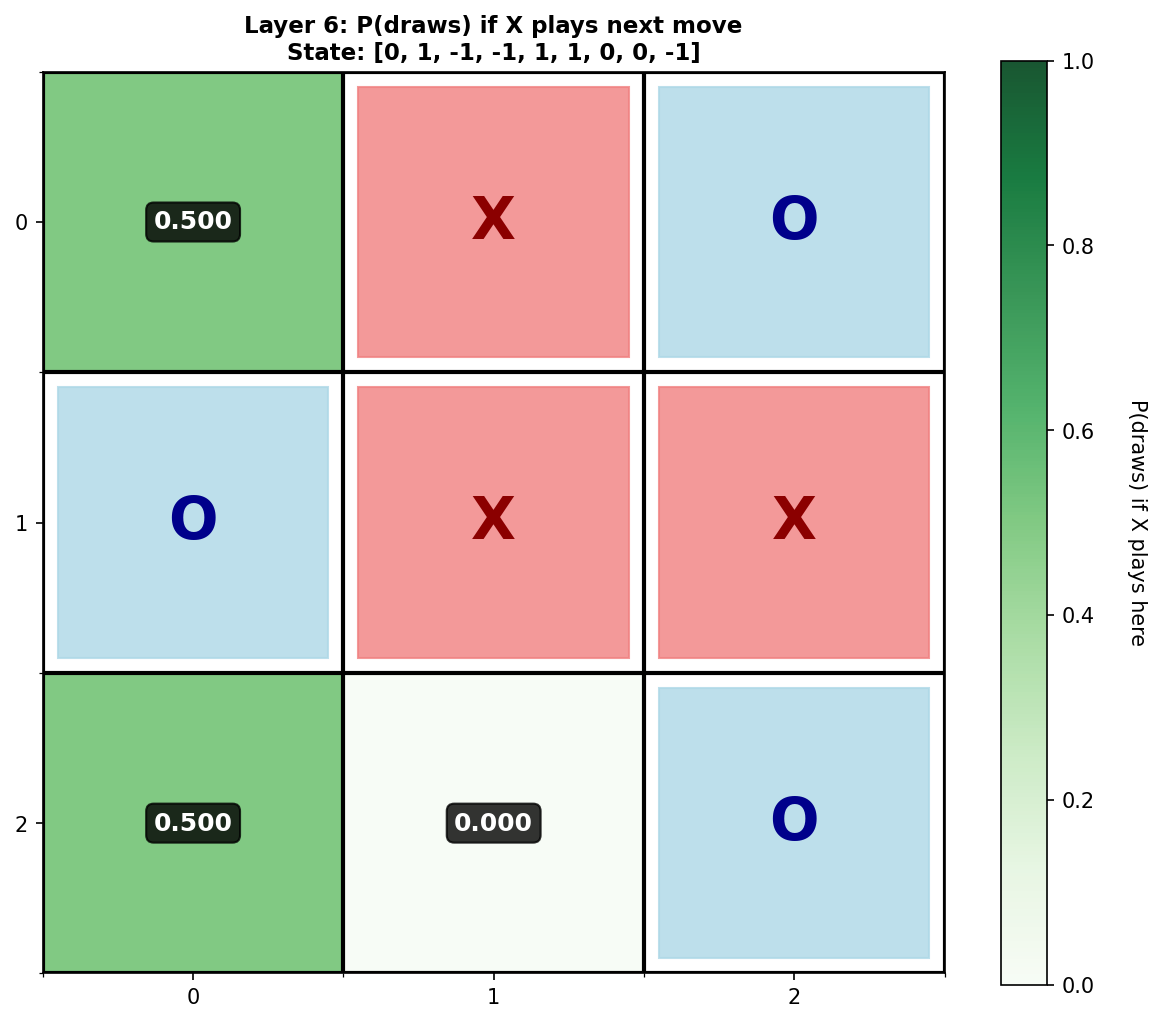 Layer 6: P(draws) if X plays next move
State: [0, 1, -1, -1, 1, 1, 0, 0, -1]
0.500
X
O
O
X
X
0.500
0.000
O
0
1
2
0
1
2
1.0
0.8
0.6
0.4
0.2
0.0
P(draws) if X plays here